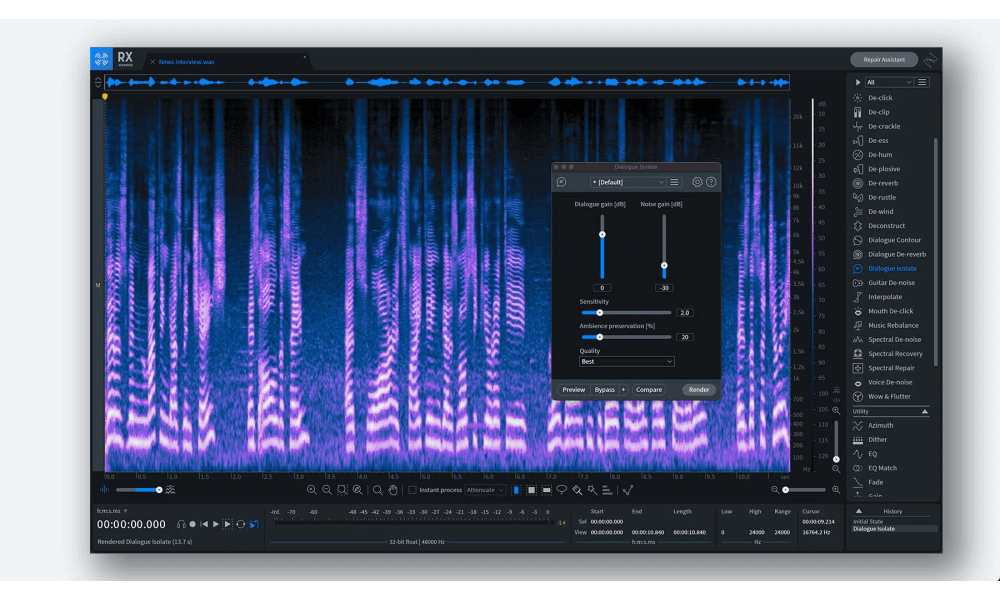 RX
ADVANCED
× News interview.wav
Repair Assistant
All
De-click
De-clip
De-crackle
De-ess
De-hum
De-plosive
De-reverb
De-rustle
De-wind
Deconstruct
Dialogue Contour
Dialogue De-reverb
Dialogue Isolate
Guitar De-noise
Interpolate
Mouth De-click
Music Rebalance
Spectral De-noise
Spectral Recovery
Spectral Repair
Voice De-noise
Wow & Flutter
Utility
Azimuth
Dither
EQ
EQ Match
Fade
Gain
Dialogue Isolate
* [Default]
Dialogue gain [dB] Noise gain [dB]
0 -30
Sensitivity
2.0
Ambience preservation [%]
20
Quality
Best
Preview Bypass + Compare Render
M
20k
15k
12k
10k
9k
8k
7k
6k
5k
4.5k
4k
3.5k
3k
2.5k
2k
1.5k
1.2k
1k
700
500
400
300
200
100
Hz
dB
10
15
20
25
30
35
40
45
50
55
60
65
70
75
80
85
90
95
100
105
110
115
120
0.0 0.5 1.0 1.5 2.0 2.5 3.0 3.5 4.0 4.5 5.0 5.5 6.0 6.5 7.0 7.5 8.0 8.5 9.0 9.5 10.0 sec
Instant process Attenuate
h:m:s.ms
00:00:00.000
Rendered Dialogue Isolate (13.7 s)
-Inf. -70 -60 -48 -45 -42 -39 -36 -33 -30 -27 -24 -21 -18 -15 -12 -9 -6 -3 0
-2.4
32-bit float | 48000 Hz
Start End Length
Sel 00:00:00.000
View 00:00:00.000 00:00:10.840 00:00:10.840
h:m:s.ms
Low High Range Cursor
00:00:09.214
0 24000 24000 16764.2 Hz
Hz
History
Initial State
Dialogue Isolate